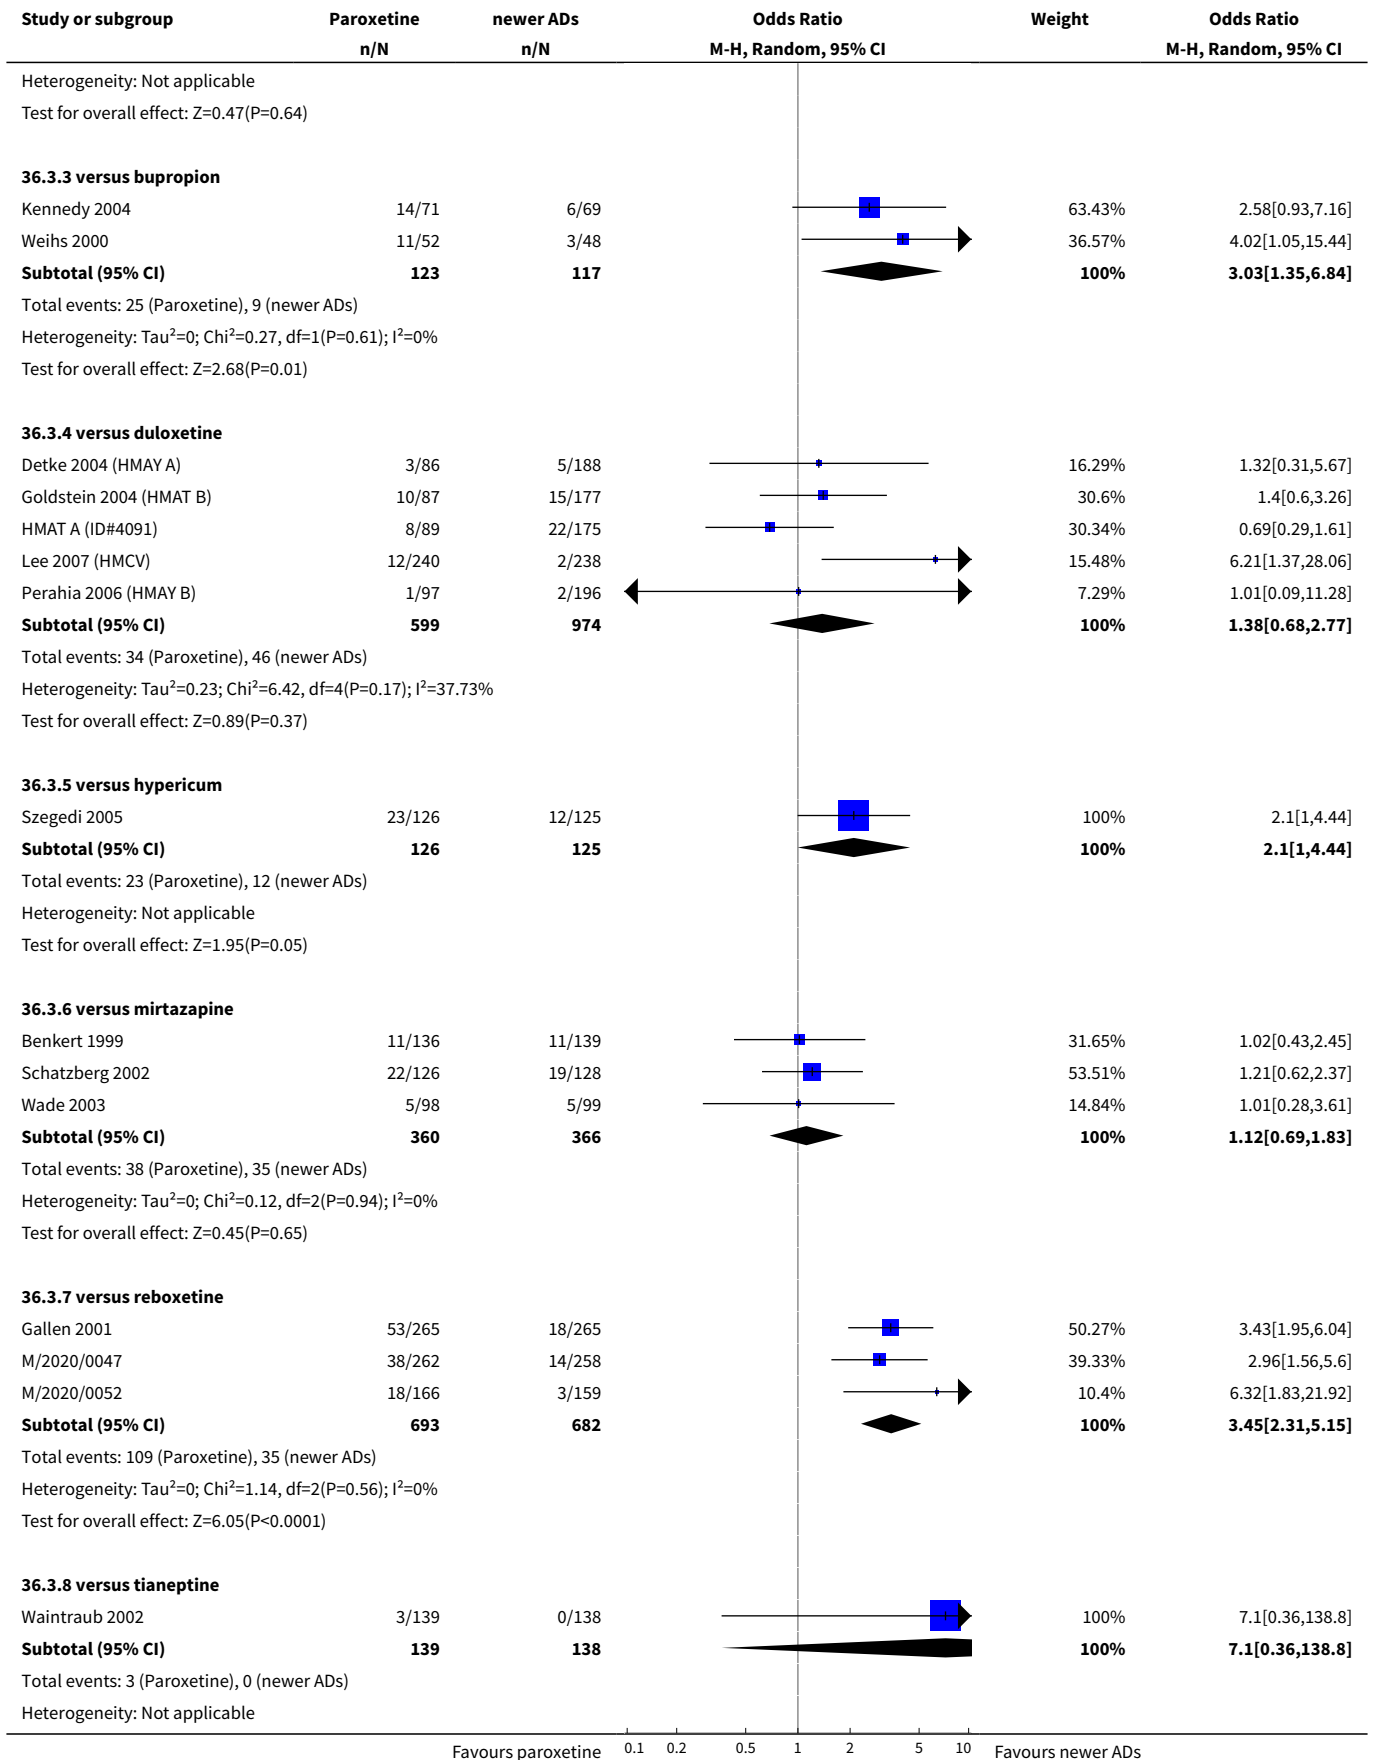 Study or subgroup Paroxetine newer ADs Odds Ratio Weight Odds Ratio
n/N n/N M-H, Random, 95% CI M-H, Random, 95% CI
Heterogeneity: Not applicable
Test for overall effect: Z=0.47(P=0.64)
36.3.3 versus bupropion
Kennedy 2004 14/71 6/69 63.43% 2.58[0.93,7.16]
Weihs 2000 11/52 3/48 36.57% 4.02[1.05,15.44]
Subtotal (95% CI) 123 117 100% 3.03[1.35,6.84]
Total events: 25 (Paroxetine), 9 (newer ADs)
Heterogeneity: Tau²=0; Chi²=0.27, df=1(P=0.61); I²=0%
Test for overall effect: Z=2.68(P=0.01)
36.3.4 versus duloxetine
Detke 2004 (HMAY A) 3/86 5/188 16.29% 1.32[0.31,5.67]
Goldstein 2004 (HMAT B) 10/87 15/177 30.6% 1.4[0.6,3.26]
HMAT A (ID#4091) 8/89 22/175 30.34% 0.69[0.29,1.61]
Lee 2007 (HMCV) 12/240 2/238 15.48% 6.21[1.37,28.06]
Perahia 2006 (HMAY B) 1/97 2/196 7.29% 1.01[0.09,11.28]
Subtotal (95% CI) 599 974 100% 1.38[0.68,2.77]
Total events: 34 (Paroxetine), 46 (newer ADs)
Heterogeneity: Tau²=0.23; Chi²=6.42, df=4(P=0.17); I²=37.73%
Test for overall effect: Z=0.89(P=0.37)
36.3.5 versus hypericum
Szegedi 2005 23/126 12/125 100% 2.1[1,4.44]
Subtotal (95% CI) 126 125 100% 2.1[1,4.44]
Total events: 23 (Paroxetine), 12 (newer ADs)
Heterogeneity: Not applicable
Test for overall effect: Z=1.95(P=0.05)
36.3.6 versus mirtazapine
Benkert 1999 11/136 11/139 31.65% 1.02[0.43,2.45]
Schatzberg 2002 22/126 19/128 53.51% 1.21[0.62,2.37]
Wade 2003 5/98 5/99 14.84% 1.01[0.28,3.61]
Subtotal (95% CI) 360 366 100% 1.12[0.69,1.83]
Total events: 38 (Paroxetine), 35 (newer ADs)
Heterogeneity: Tau²=0; Chi²=0.12, df=2(P=0.94); I²=0%
Test for overall effect: Z=0.45(P=0.65)
36.3.7 versus reboxetine
Gallen 2001 53/265 18/265 50.27% 3.43[1.95,6.04]
M/2020/0047 38/262 14/258 39.33% 2.96[1.56,5.6]
M/2020/0052 18/166 3/159 10.4% 6.32[1.83,21.92]
Subtotal (95% CI) 693 682 100% 3.45[2.31,5.15]
Total events: 109 (Paroxetine), 35 (newer ADs)
Heterogeneity: Tau²=0; Chi²=1.14, df=2(P=0.56); I²=0%
Test for overall effect: Z=6.05(P<0.0001)
36.3.8 versus tianeptine
Waintraub 2002 3/139 0/138 100% 7.1[0.36,138.8]
Subtotal (95% CI) 139 138 100% 7.1[0.36,138.8]
Total events: 3 (Paroxetine), 0 (newer ADs)
Heterogeneity: Not applicable
Favours paroxetine 0.1 0.2 0.5 1 2 5 10 Favours newer ADs